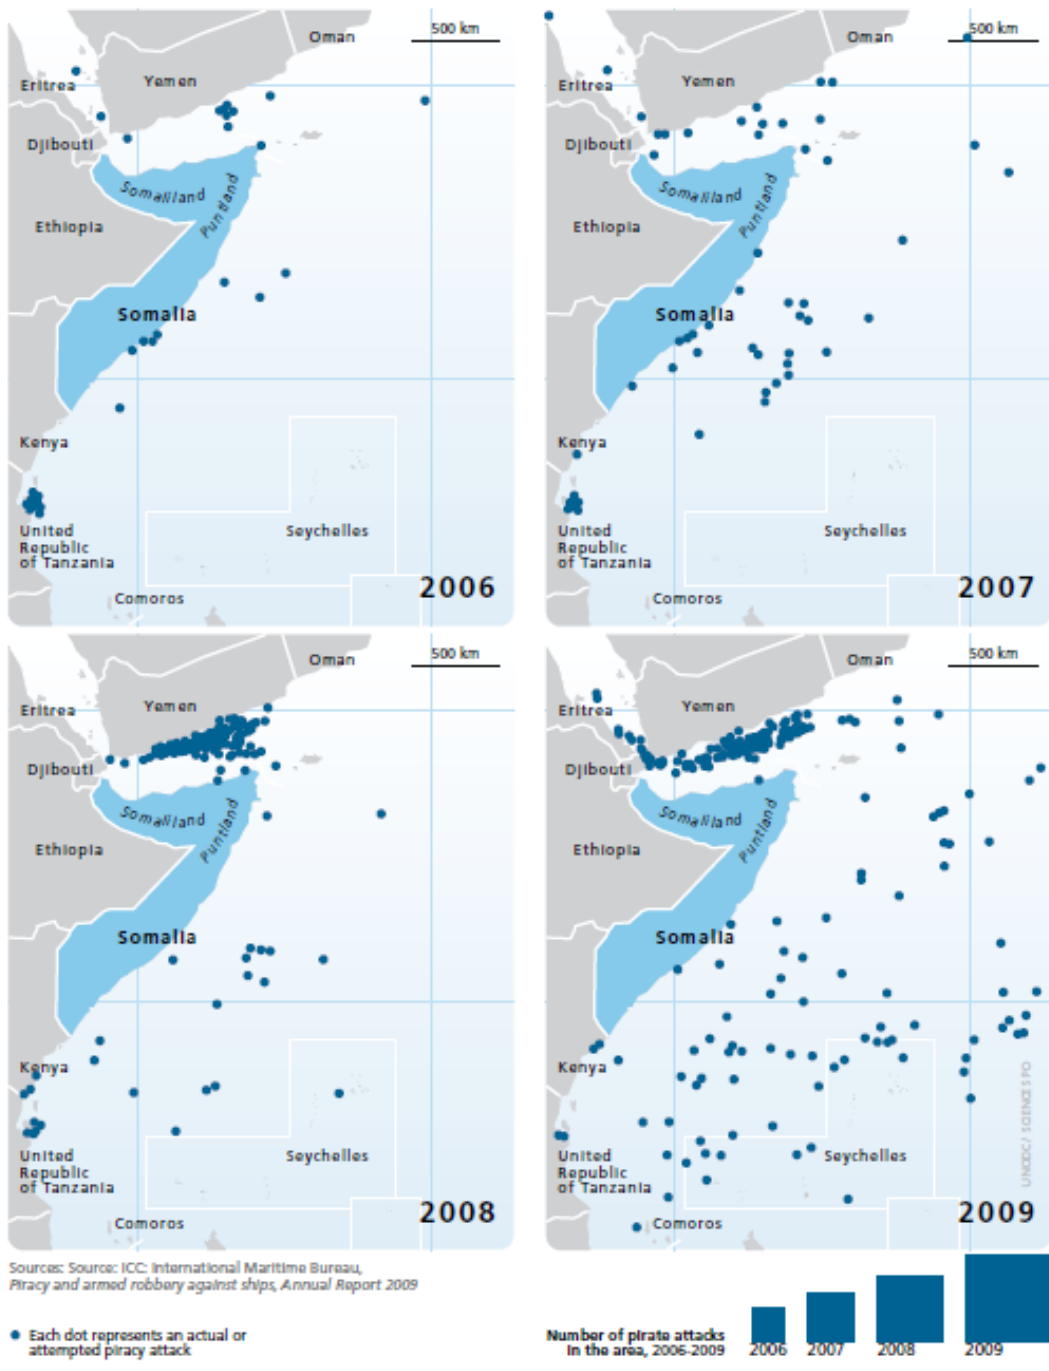 Oman
500 km
Eritrea
Yemen
Djibouti
Somaliland
Puntland
Ethiopia
Somalia
Kenya
United
Republic
of Tanzania
Seychelles
Comoros
2006
Oman
500 km
Eritrea
Yemen
Djibouti
Somaliland
Puntland
Ethiopia
Somalia
Kenya
United
Republic
of Tanzania
Seychelles
Comoros
2007
Oman
500 km
Eritrea
Yemen
Djibouti
Somaliland
Puntland
Ethiopia
Somalia
Kenya
United
Republic
of Tanzania
Seychelles
Comoros
2008
Oman
500 km
Eritrea
Yemen
Djibouti
Somaliland
Puntland
Ethiopia
Somalia
Kenya
United
Republic
of Tanzania
Seychelles
Comoros
2009
UNODC / SCIENCES PO
Sources: Source: ICC: International Maritime Bureau,
Piracy and armed robbery against ships, Annual Report 2009
Each dot represents an actual or
attempted piracy attack
Number of pirate attacks
in the area, 2006-2009
2006 2007 2008 2009